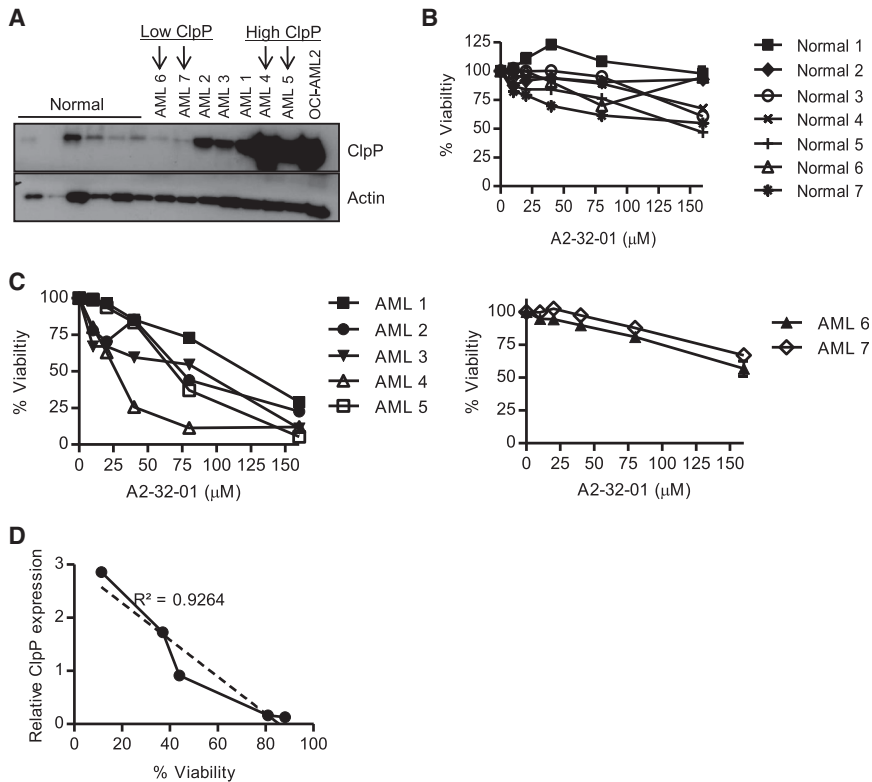 A
Low ClpP
High ClpP
Normal
AML 6
AML 7
AML 2
AML 3
AML 1
AML 4
AML 5
OCI-AML2
ClpP
Actin
B
125
100
75
50
25
0
% Viabiltiy
0 25 50 75 100 125 150
A2-32-01 (μM)
Normal 1
Normal 2
Normal 3
Normal 4
Normal 5
Normal 6
Normal 7
C
100
75
50
25
0
% Viabiltiy
0 25 50 75 100 125 150
A2-32-01 (μM)
AML 1
AML 2
AML 3
AML 4
AML 5
100
75
50
25
0
% Viabiltiy
0 25 50 75 100 125 150
A2-32-01 (μM)
AML 6
AML 7
D
3
2
1
0
Relative ClpP expression
R² = 0.9264
0 20 40 60 80 100
% Viability